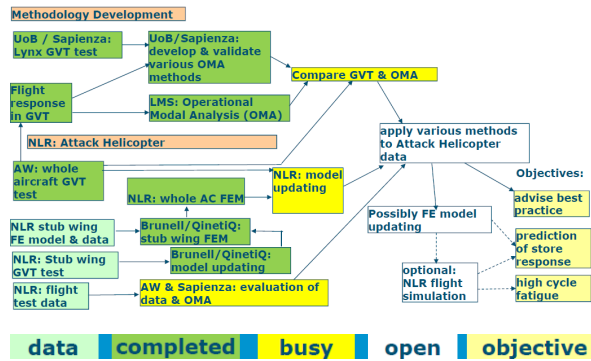 Methodology Development
UoB / Sapienza:
Lynx GVT test
UoB/Sapienza:
develop & validate
various OMA
methods
Compare GVT & OMA
Flight
response
in GVT
LMS: Operational
Modal Analysis (OMA)
NLR: Attack Helicopter
apply various methods
to Attack Helicopter
data
AW: whole
aircraft GVT
test
NLR: model
updating
Objectives:
NLR: whole AC FEM
advise best
practice
Possibly FE model
updating
NLR stub wing
FE model & data
Brunell/QinetiQ:
stub wing FEM
prediction
of store
response
NLR: Stub wing
GVT test
Brunell/QinetiQ:
model updating
optional:
NLR flight
simulation
NLR: flight
test data
AW & Sapienza: evaluation of
data & OMA
high cycle
fatigue
data completed busy open objective